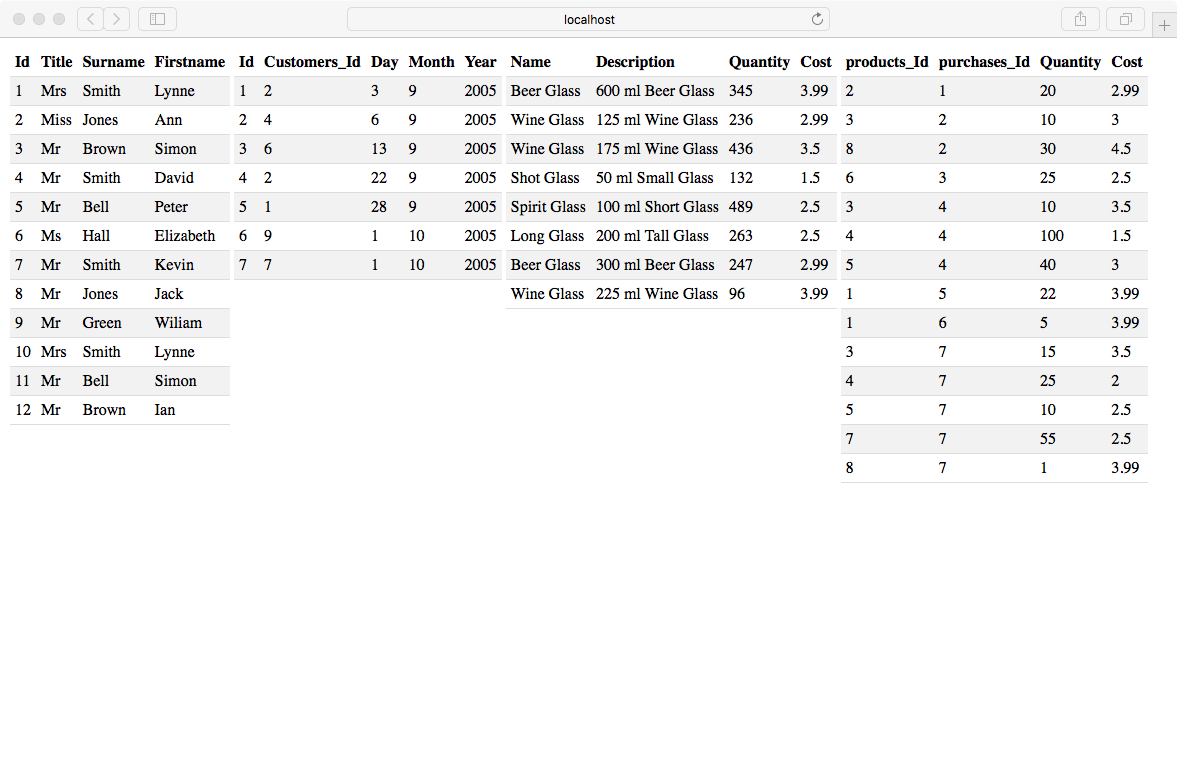 localhost
Id Title Surname Firstname Id Customers_Id Day Month Year Name Description Quantity Cost products_Id purchases_Id Quantity Cost
1 Mrs Smith Lynne 1 2 3 9 2005 Beer Glass 600 ml Beer Glass 345 3.99 2 1 20 2.99
2 Miss Jones Ann 2 4 6 9 2005 Wine Glass 125 ml Wine Glass 236 2.99 3 2 10 3
3 Mr Brown Simon 3 6 13 9 2005 Wine Glass 175 ml Wine Glass 436 3.5 8 2 30 4.5
4 Mr Smith David 4 2 22 9 2005 Shot Glass 50 ml Small Glass 132 1.5 6 3 25 2.5
5 Mr Bell Peter 5 1 28 9 2005 Spirit Glass 100 ml Short Glass 489 2.5 3 4 10 3.5
6 Ms Hall Elizabeth 6 9 1 10 2005 Long Glass 200 ml Tall Glass 263 2.5 4 4 100 1.5
7 Mr Smith Kevin 7 7 1 10 2005 Beer Glass 300 ml Beer Glass 247 2.99 5 4 40 3
8 Mr Jones Jack Wine Glass 225 ml Wine Glass 96 3.99 1 5 22 3.99
9 Mr Green Wiliam 1 6 5 3.99
10 Mrs Smith Lynne 3 7 15 3.5
11 Mr Bell Simon 4 7 25 2
12 Mr Brown Ian 5 7 10 2.5
7 7 55 2.5
8 7 1 3.99